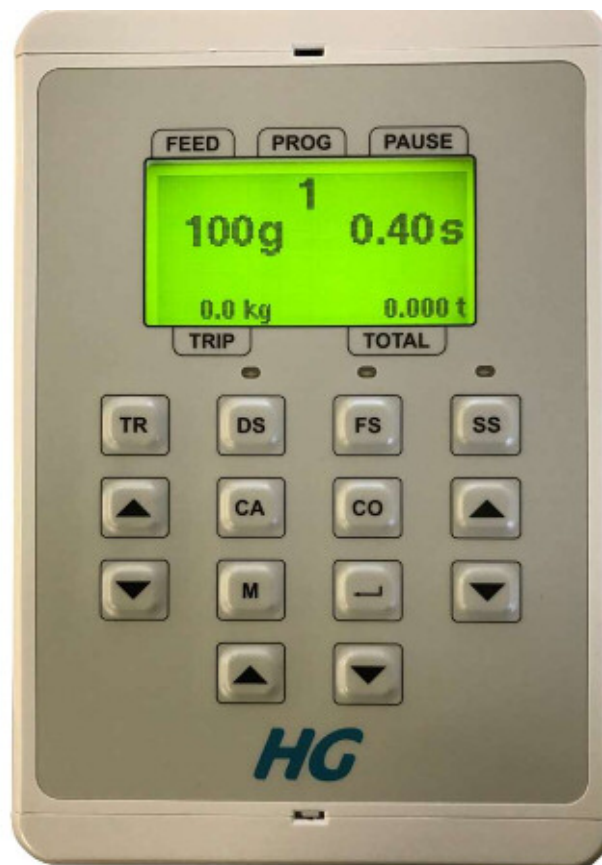 FEED PROG PAUSE
1
100g 0.40s
0.0 kg 0.000 t
TRIP TOTAL
TR DS FS SS
CA CO
M
HG